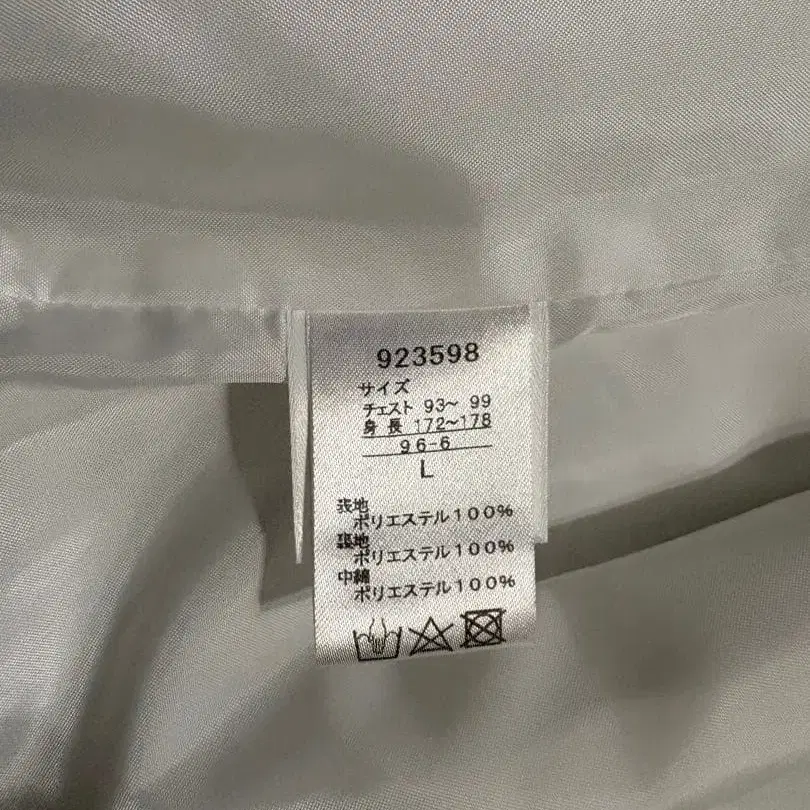 923598
サイズ
チェスト 93〜 99
身 長 172〜178
96-6
L
表地
ポリエステル100%
裏地
ポリエステル100%
中綿
ポリエステル100%